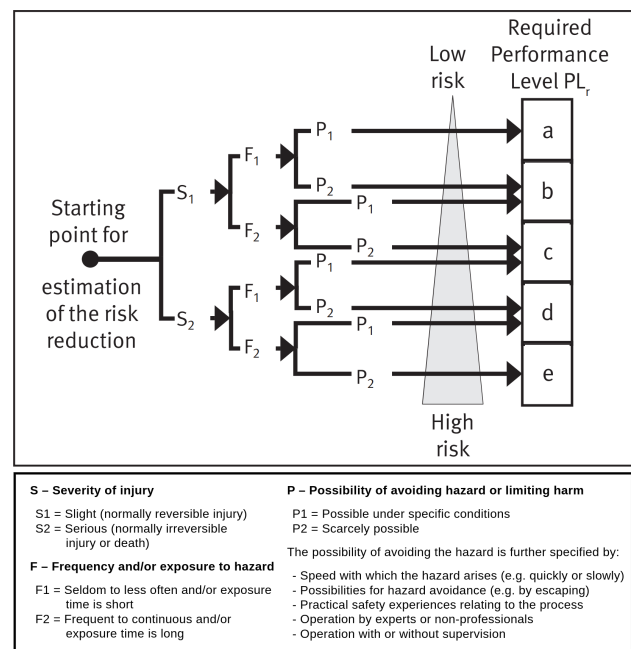 Required
Performance
Level PLr
Low
risk
P1
a
F1
P2
b
S1
P1
Starting
point for
F2
P2
c
P1
estimation
of the risk
reduction
F1
P2
d
S2
P1
F2
P2
e
High
risk
S – Severity of injury
S1 = Slight (normally reversible injury)
S2 = Serious (normally irreversible
injury or death)
F – Frequency and/or exposure to hazard
F1 = Seldom to less often and/or exposure
time is short
F2 = Frequent to continuous and/or
exposure time is long
P – Possibility of avoiding hazard or limiting harm
P1 = Possible under specific conditions
P2 = Scarcely possible
The possibility of avoiding the hazard is further specified by:
- Speed with which the hazard arises (e.g. quickly or slowly)
- Possibilities for hazard avoidance (e.g. by escaping)
- Practical safety experiences relating to the process
- Operation by experts or non-professionals
- Operation with or without supervision